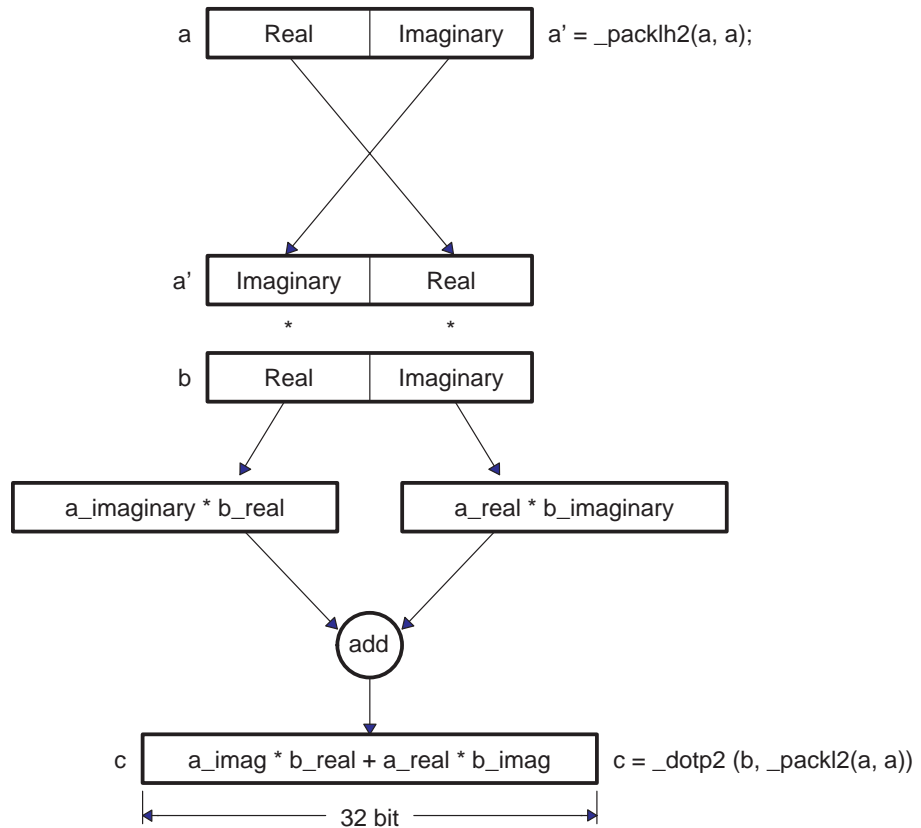 a Real Imaginary a’ = _packlh2(a, a);
a’ Imaginary Real
* *
b Real Imaginary
a_imaginary * b_real a_real * b_imaginary
add
c a_imag * b_real + a_real * b_imag c = _dotp2 (b, _packl2(a, a))
32 bit